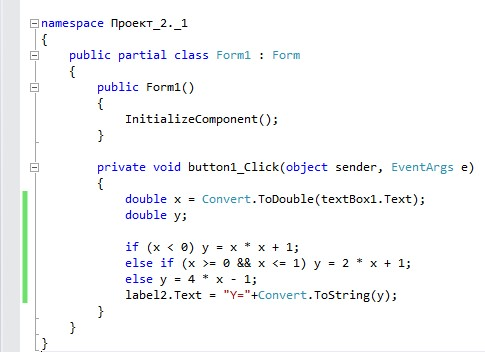 namespace Проект_2._1
{
public partial class Form1 : Form
{
public Form1()
{
InitializeComponent();
}
private void button1_Click(object sender, EventArgs e)
{
double x = Convert.ToDouble(textBox1.Text);
double y;
if (x < 0) y = x * x + 1;
else if (x >= 0 && x <= 1) y = 2 * x + 1;
else y = 4 * x - 1;
label2.Text = "Y="+Convert.ToString(y);
}
}
}